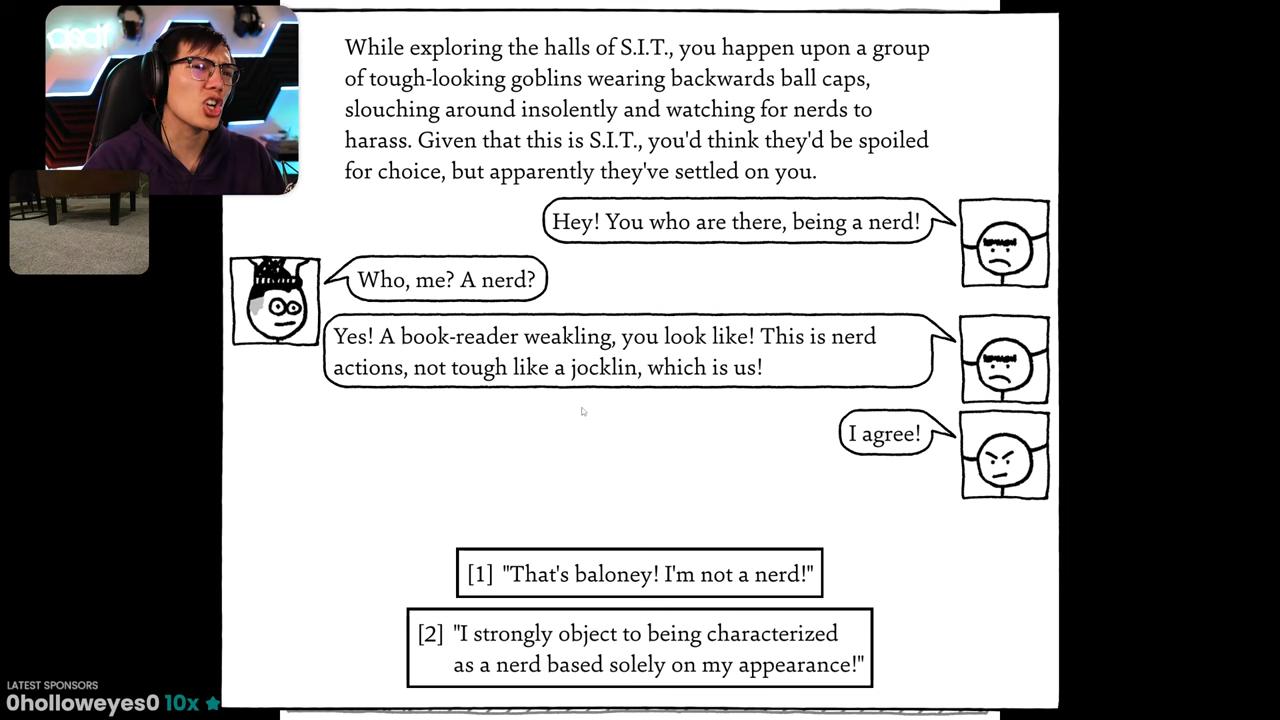 asdf
While exploring the halls of S.I.T., you happen upon a group
of tough-looking goblins wearing backwards ball caps,
slouching around insolently and watching for nerds to
harass. Given that this is S.I.T., you'd think they'd be spoiled
for choice, but apparently they've settled on you.
Hey! You who are there, being a nerd!
Who, me? A nerd?
Yes! A book-reader weakling, you look like! This is nerd
actions, not tough like a jocklin, which is us!
I agree!
[1] "That's baloney! I'm not a nerd!"
[2] "I strongly object to being characterized
as a nerd based solely on my appearance!"
LATEST SPONSORS
0holloweyes0 10x